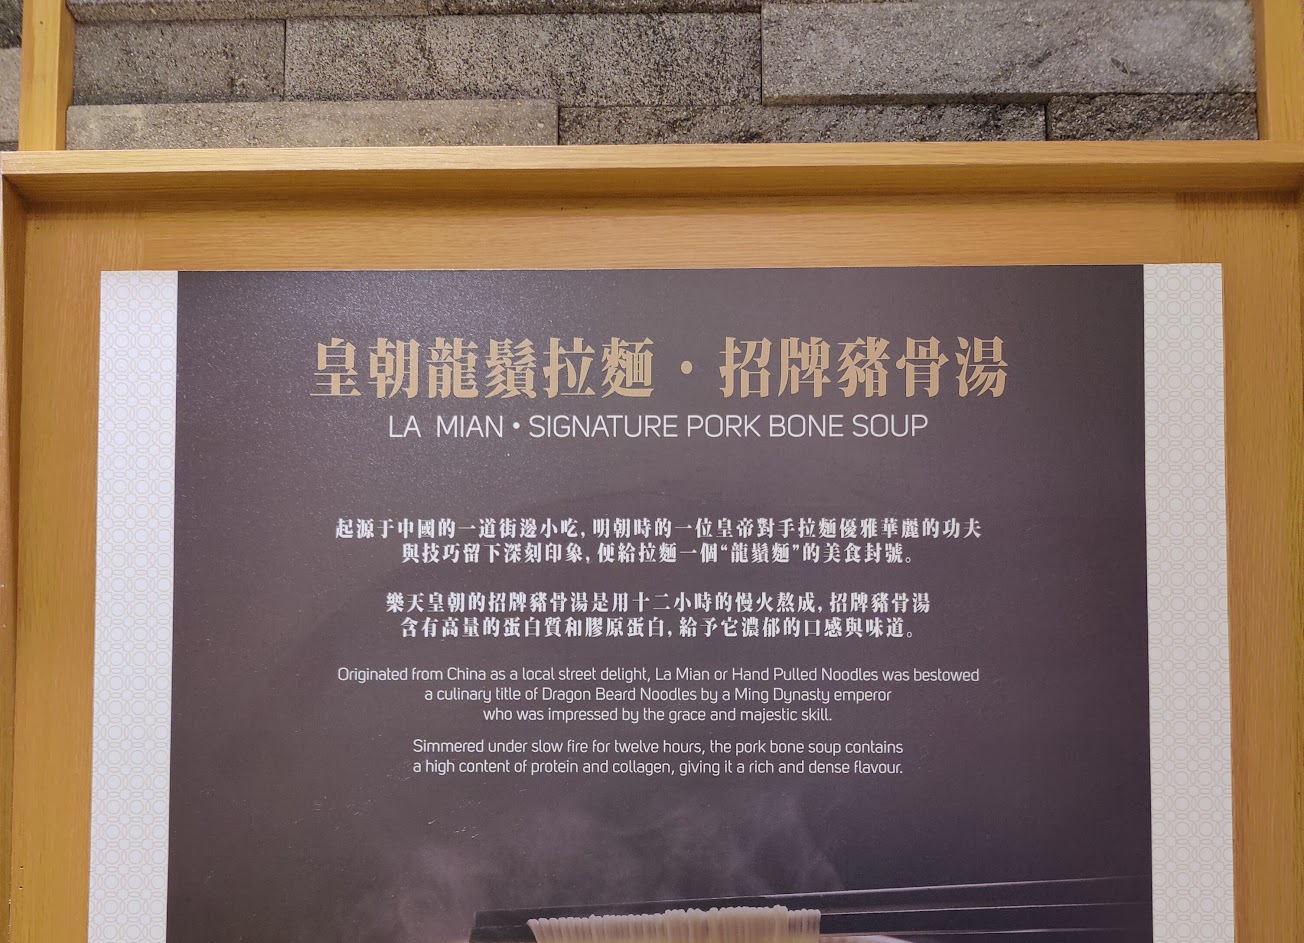 皇朝龍鬚拉麵・招牌豬骨湯
LA MIAN • SIGNATURE PORK BONE SOUP
起源于中國的一道街邊小吃, 明朝時的一位皇帝對手拉麵優雅華麗的功夫
與技巧留下深刻印象, 便給拉麵一個“龍鬚麵”的美食封號。
樂天皇朝的招牌豬骨湯是用十二小時的慢火熬成, 招牌豬骨湯
含有高量的蛋白質和膠原蛋白, 給予它濃郁的口感與味道。
Originated from China as a local street delight, La Mian or Hand Pulled Noodles was bestowed
a culinary title of Dragon Beard Noodles by a Ming Dynasty emperor
who was impressed by the grace and majestic skill.
Simmered under slow fire for twelve hours, the pork bone soup contains
a high content of protein and collagen, giving it a rich and dense flavour.